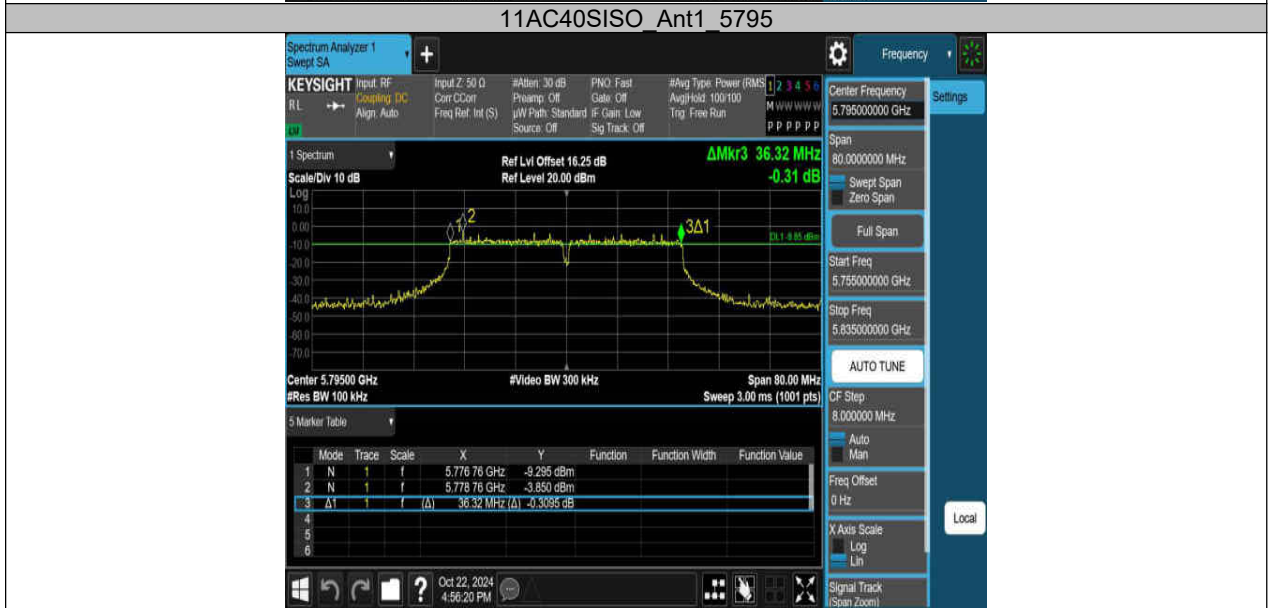 11AC40SISO_Ant1_5795
Spectrum Analyzer 1
Swept SA
+
Frequency
KEYSIGHT
RL
LM
Input: RF
Coupling: DC
Align: Auto
Input Z: 50 Ω
Corr CCorr
Freq Ref: Int (S)
#Atten: 30 dB
Preamp: Off
µW Path: Standard
Source: Off
PNO: Fast
Gate: Off
IF Gain: Low
Sig Track: Off
#Avg Type: Power (RMS
Avg|Hold: 100/100
Trig: Free Run
1 2 3 4 5 6
M W W W W W
P P P P P P
1 Spectrum
Scale/Div 10 dB
Ref Lvl Offset 16.25 dB
Ref Level 20.00 dBm
ΔMkr3 36.32 MHz
-0.31 dB
Log
10.0
0.00
-10.0
-20.0
-30.0
-40.0
-50.0
-60.0
-70.0
1
2
3Δ1
DL1 -9.85 dBm
Center 5.79500 GHz
#Res BW 100 kHz
#Video BW 300 kHz
Span 80.00 MHz
Sweep 3.00 ms (1001 pts)
5 Marker Table
Mode Trace Scale X Y Function Function Width Function Value
1 N 1 f 5.776 76 GHz -9.295 dBm
2 N 1 f 5.778 76 GHz -3.850 dBm
3 Δ1 1 f (Δ) 36.32 MHz (Δ) -0.3095 dB
4
5
6
?
Oct 22, 2024
4:56:20 PM
Center Frequency
5.795000000 GHz
Settings
Span
80.0000000 MHz
Swept Span
Zero Span
Full Span
Start Freq
5.755000000 GHz
Stop Freq
5.835000000 GHz
AUTO TUNE
CF Step
8.000000 MHz
Auto
Man
Freq Offset
0 Hz
X Axis Scale
Log
Lin
Local
Signal Track
(Span Zoom)